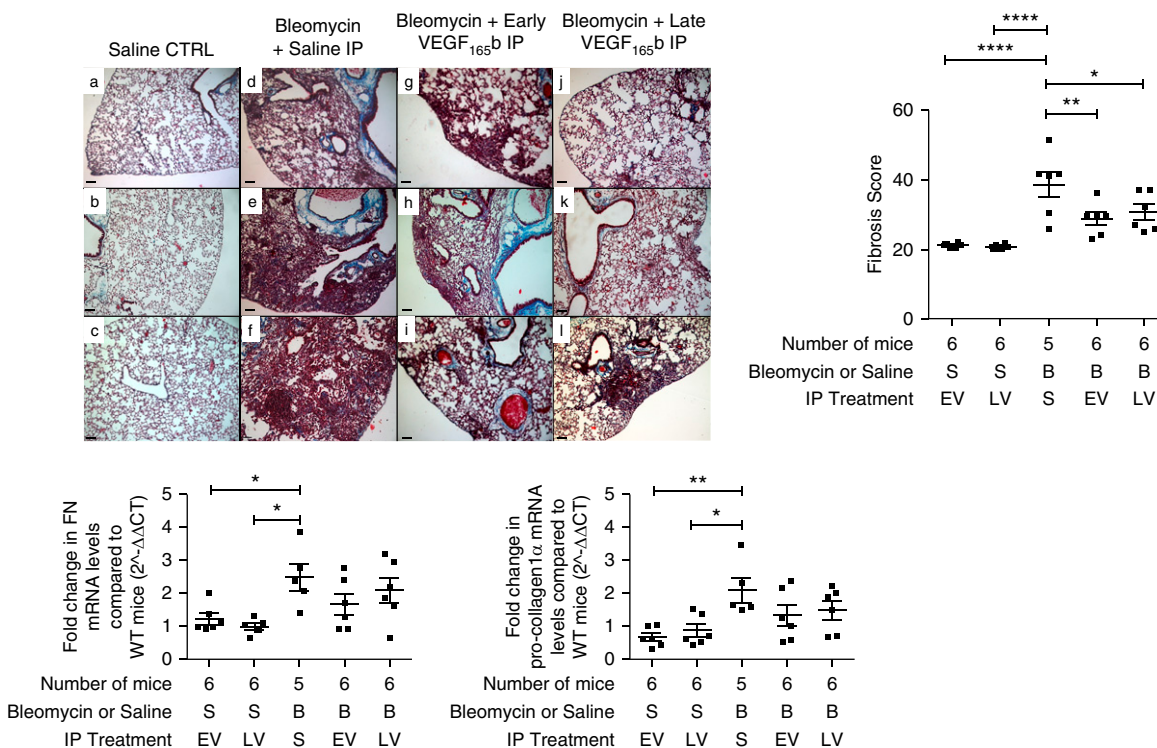 Saline CTRL
Bleomycin
+ Saline IP
Bleomycin + Early
VEGF₁₆₅b IP
Bleomycin + Late
VEGF₁₆₅b IP
a
d
g
j
b
e
h
k
c
f
i
l
****
****
*
**
Fibrosis Score
60
40
20
0
Number of mice 6 6 5 6 6
Bleomycin or Saline S S B B B
IP Treatment EV LV S EV LV
Fold change in FN
mRNA levels
compared to
WT mice (2^-ΔΔCT)
5
4
3
2
1
0
*
*
Number of mice 6 6 5 6 6
Bleomycin or Saline S S B B B
IP Treatment EV LV S EV LV
Fold change in
pro-collagen1α mRNA
levels compared to
WT mice (2^-ΔΔCT)
5
4
3
2
1
0
**
*
Number of mice 6 6 5 6 6
Bleomycin or Saline S S B B B
IP Treatment EV LV S EV LV